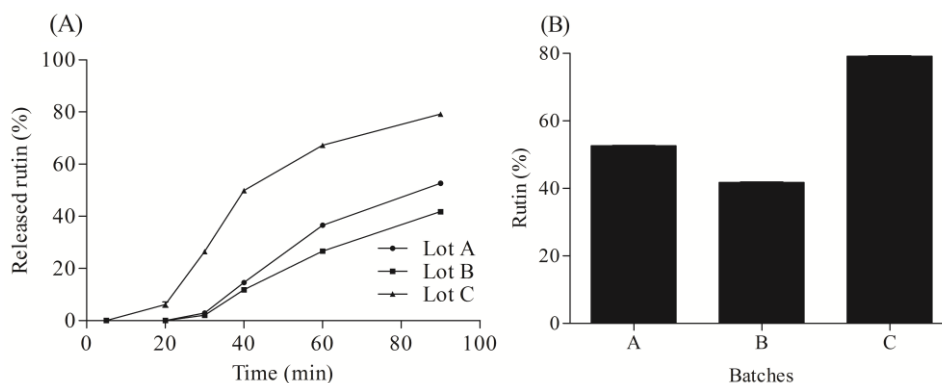 (A)
100
80
60
40
20
0
Released rutin (%)
0 20 40 60 80 100
Time (min)
Lot A
Lot B
Lot C
(B)
80
60
40
20
0
Rutin (%)
A B C
Batches